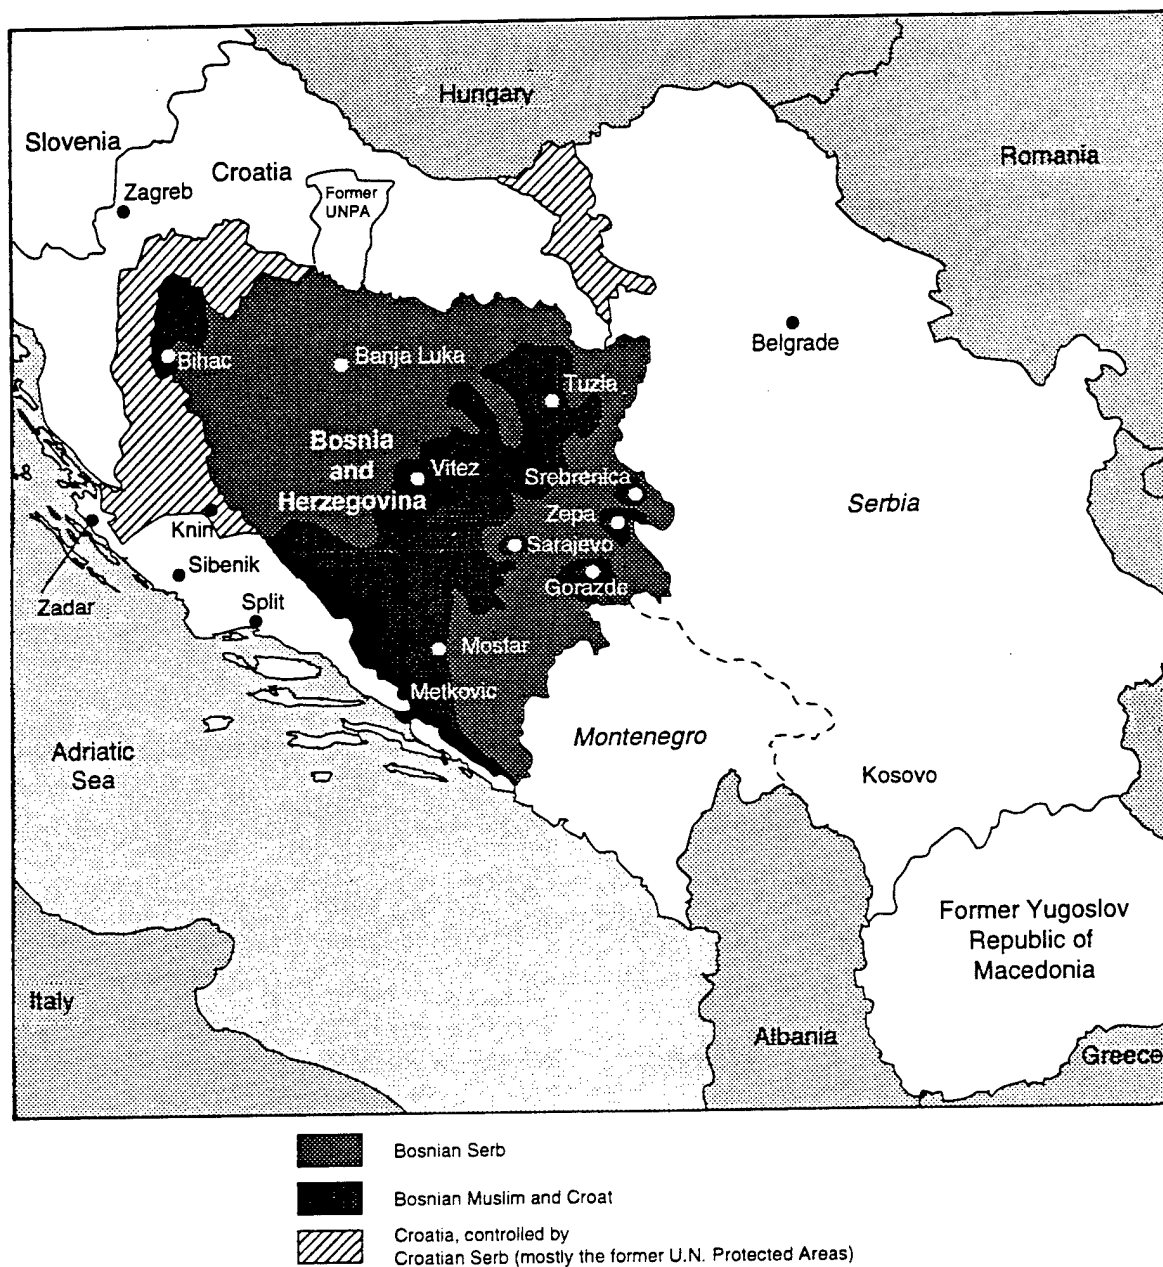 Hungary
Slovenia
Romania
Croatia
Zagreb
Former
UNPA
Belgrade
Banja Luka
Bihac
Tuzla
Bosnia
and
Herzegovina
Vitez
Srebrenica
Serbia
Zepa
Knin
Sarajevo
Sibenik
Gorazde
Zadar
Split
Mostar
Metkovic
Montenegro
Adriatic
Sea
Kosovo
Former Yugoslov
Republic of
Macedonia
Italy
Albania
Greece
Bosnian Serb
Bosnian Muslim and Croat
Croatia, controlled by
Croatian Serb (mostly the former U.N. Protected Areas)